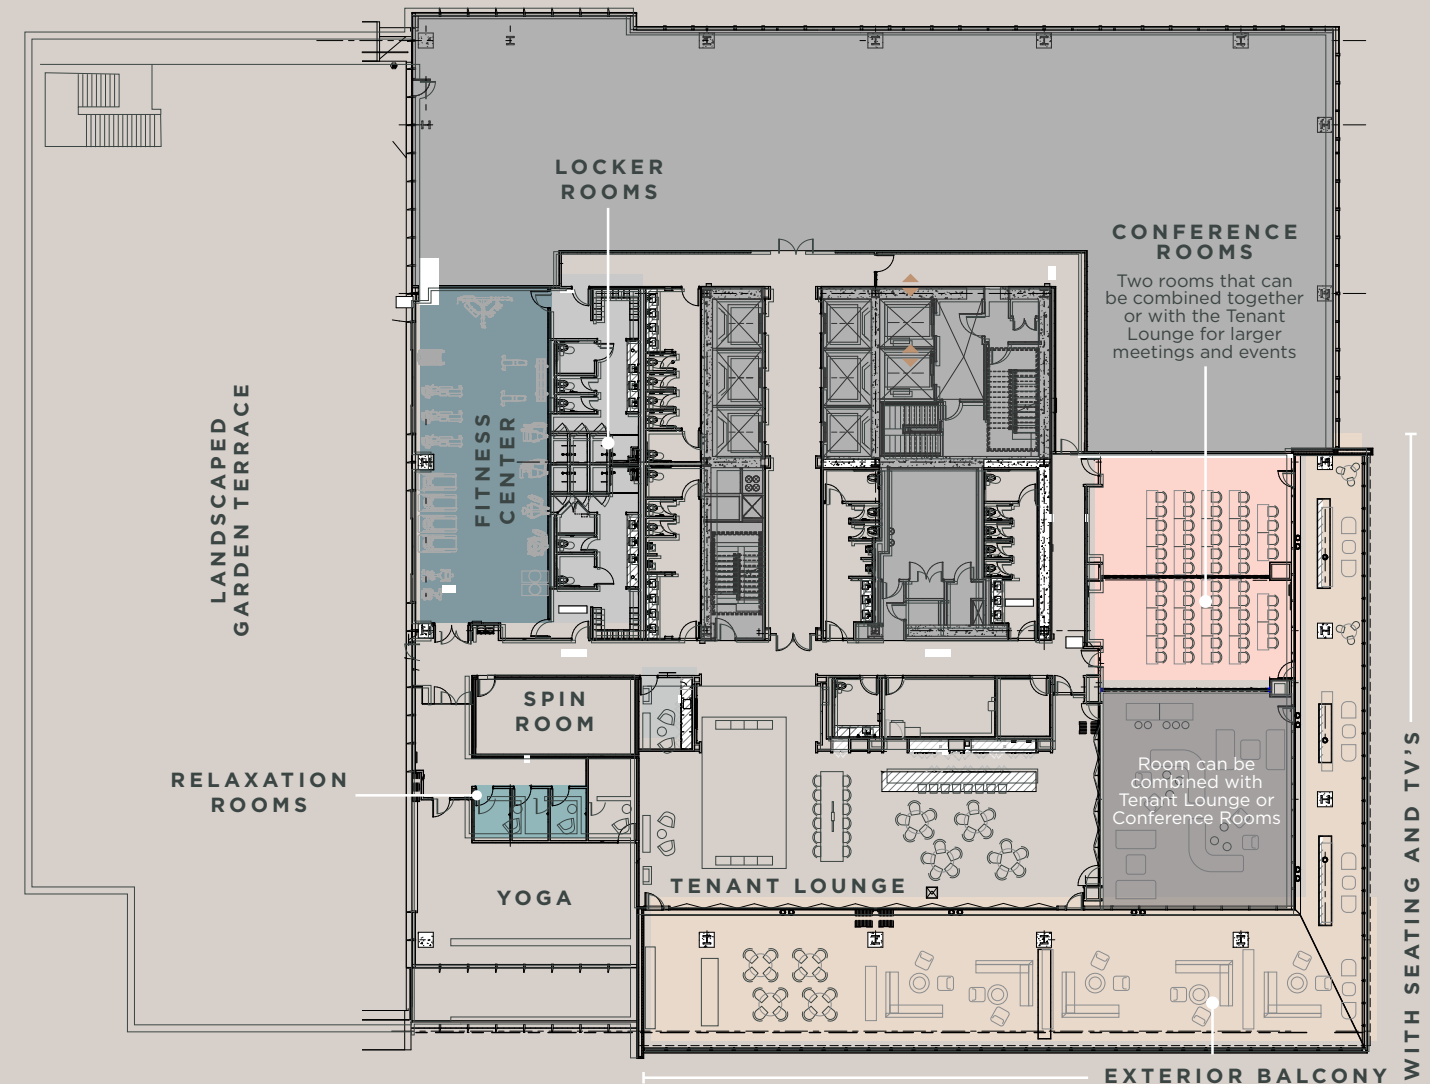 LOCKER
ROOMS
CONFERENCE
ROOMS
Two rooms that can
be combined together
or with the Tenant
Lounge for larger
meetings and events
FITNESS
CENTER
LANDSCAPED
GARDEN TERRACE
SPIN
ROOM
RELAXATION
ROOMS
Room can be
combined with
Tenant Lounge or
Conference Rooms
YOGA
TENANT LOUNGE
EXTERIOR BALCONY
WITH SEATING AND TV'S